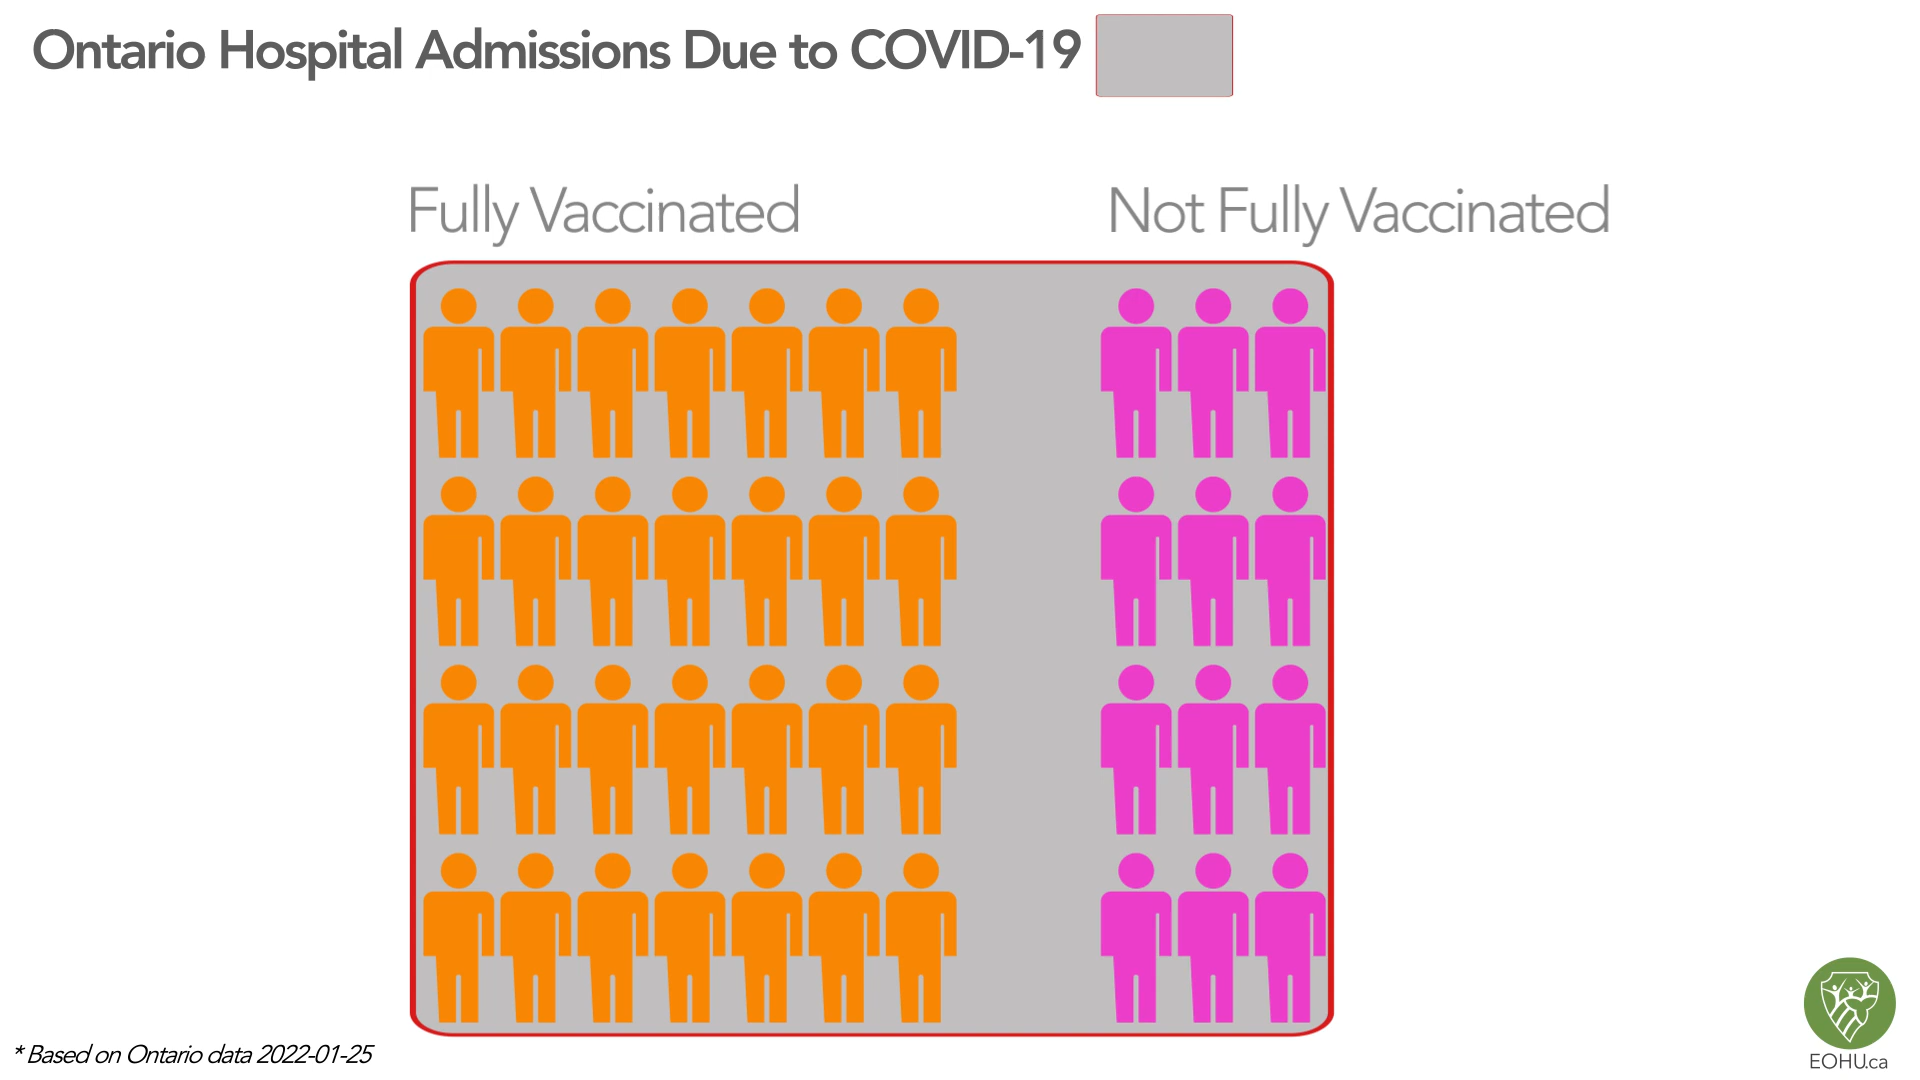 Ontario Hospital Admissions Due to COVID-19
Fully Vaccinated
Not Fully Vaccinated
* Based on Ontario data 2022-01-25
EOHU.ca